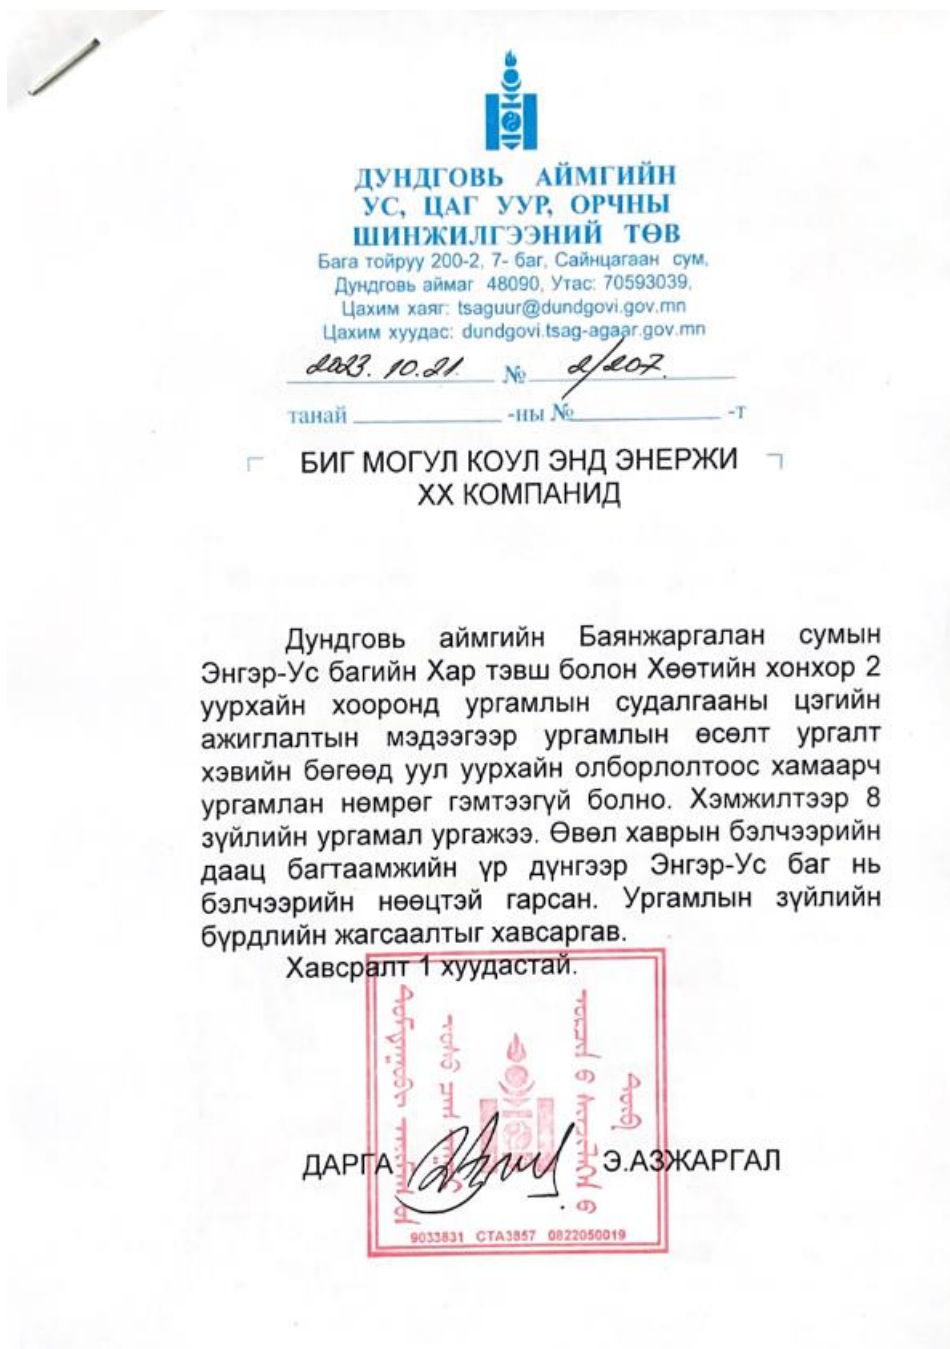 ДУНДГОВЬ АЙМГИЙН
УС, ЦАГ УУР, ОРЧНЫ
ШИНЖИЛГЭЭНИЙ ТӨВ
Бага тойруу 200-2, 7- баг, Сайнцагаан сум,
Дундговь аймаг 48090, Утас: 70593039,
Цахим хаяг: tsaguur@dundgovi.gov.mn
Цахим хуудас: dundgovi.tsag-agaar.gov.mn
2023. 10.21. № 2/207.
танай -ны № -т
БИГ МОГУЛ КОУЛ ЭНД ЭНЕРЖИ
ХХ КОМПАНИД
Дундговь аймгийн Баянжаргалан сумын
Энгэр-Ус багийн Хар тэвш болон Хөөтийн хонхор 2
уурхайн хооронд ургамлын судалгааны цэгийн
ажиглалтын мэдээгээр ургамлын өсөлт ургалт
хэвийн бөгөөд уул уурхайн олборлолтоос хамаарч
ургамлан нөмрөг гэмтээгүй болно. Хэмжилтээр 8
зүйлийн ургамал ургажээ. Өвөл хаврын бэлчээрийн
даац багтаамжийн үр дүнгээр Энгэр-Ус баг нь
бэлчээрийн нөөцтэй гарсан. Ургамлын зүйлийн
бүрдлийн жагсаалтыг хавсаргав.
Хавсралт 1 хуудастай.
ДАРГА Э.АЗЖАРГАЛ
9033831 СТА3857 0822050019